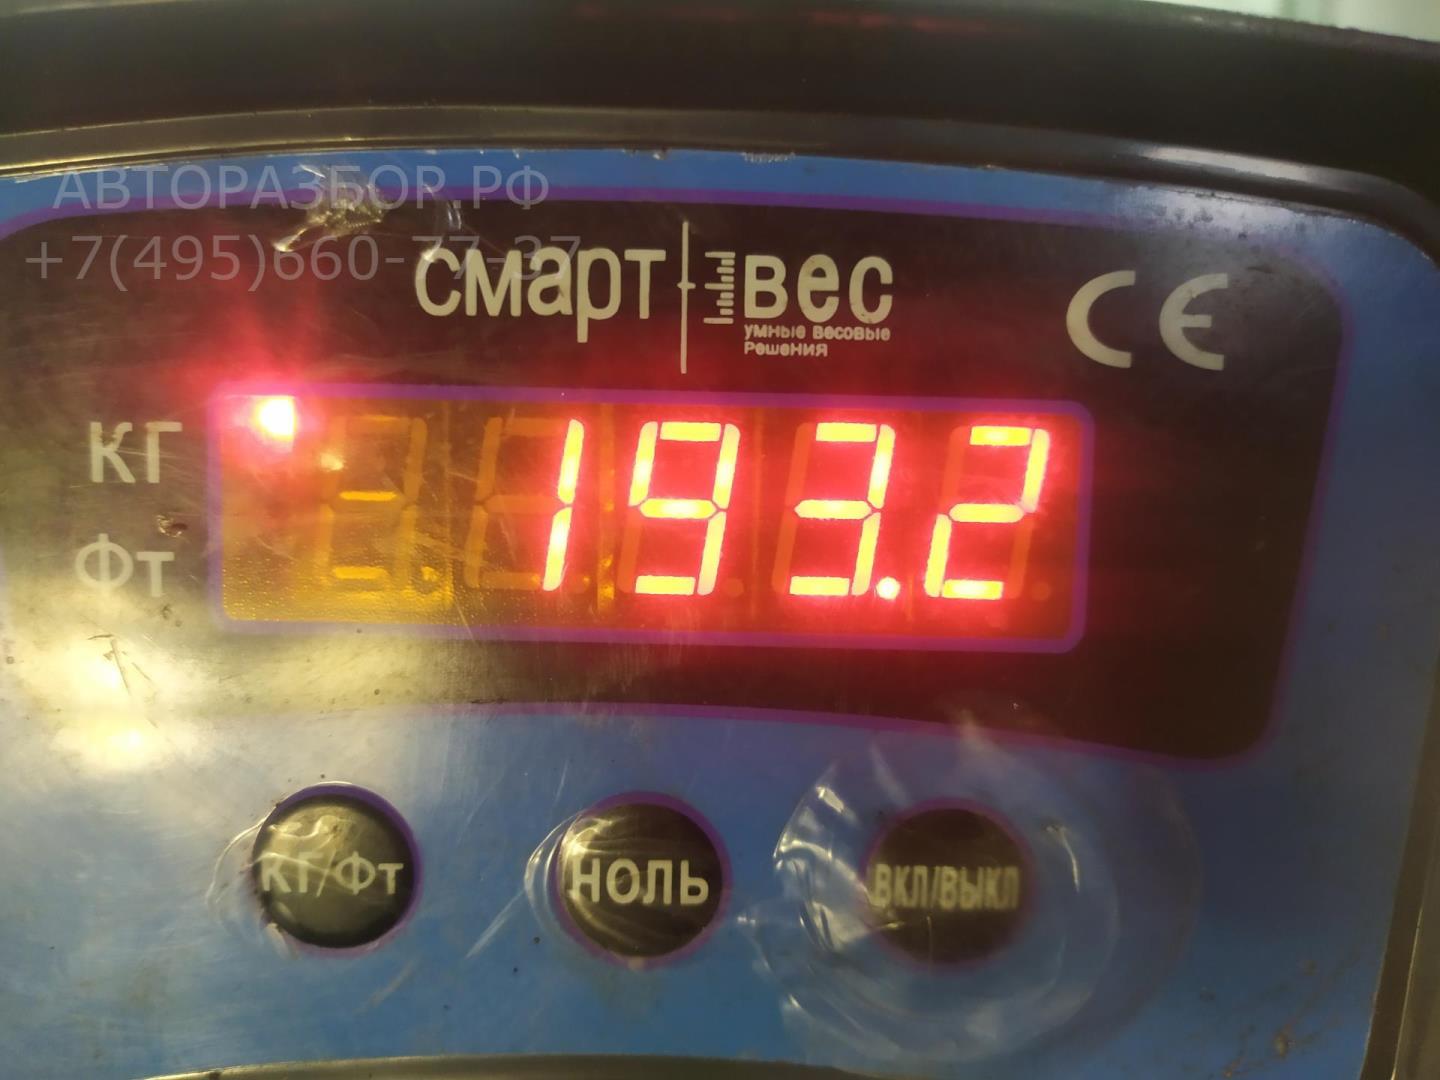 АВТОРАЗБОР.РФ
+7(495)660-77-37
смарт вес
умные весовые
решения
CE
КГ
Фт
193.2
КГ/Фт
НОЛЬ
ВКЛ/ВЫКЛ